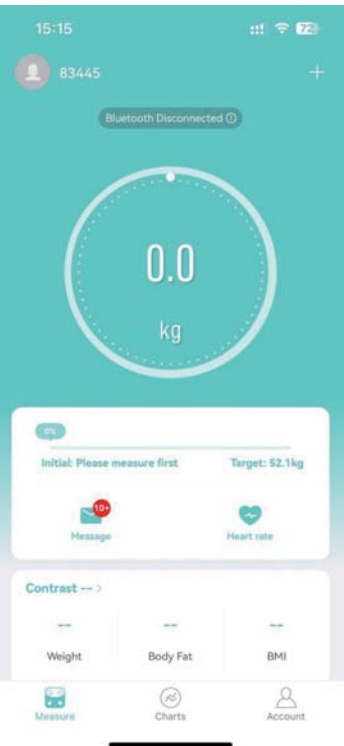 15:15
72
83445
Bluetooth Disconnected
0.0
kg
0%
Initial: Please measure first Target: 52.1kg
10+
Message Heart rate
Contrast -- >
-- -- --
Weight Body Fat BMI
Measure Charts Account